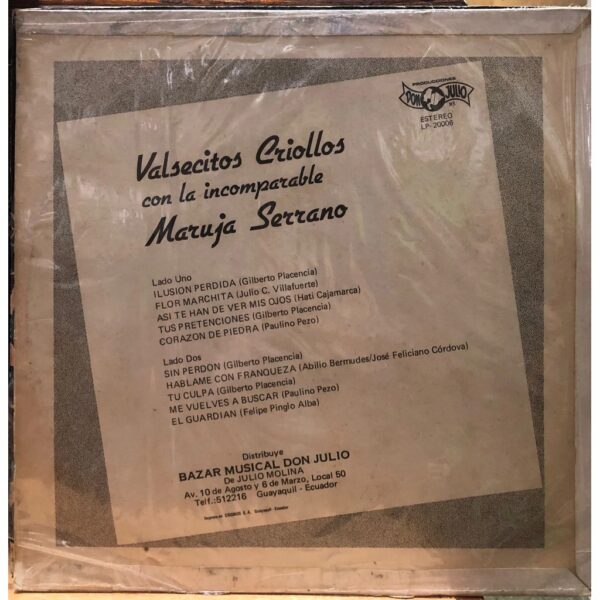 PRODUCCIONES
DON JULIO
ESTEREO
LP-20006
Valsecitos Criollos
con la incomparable
Maruja Serrano
Lado Uno
ILUSION PERDIDA (Gilberto Placencia)
FLOR MARCHITA (Julio C. Villafuerte)
ASI TE HAN DE VER MIS OJOS (Hati Cajamarca)
TUS PRETENCIONES (Gilberto Placencia)
CORAZON DE PIEDRA (Paulino Pezo)
Lado Dos
SIN PERDON (Gilberto Placencia)
HABLAME CON FRANQUEZA (Abilio Bermudes/José Feliciano Córdova)
TU CULPA (Gilberto Placencia)
ME VUELVES A BUSCAR (Paulino Pezo)
EL GUARDIAN (Felipe Pinglo Alba)
Distribuye
BAZAR MUSICAL DON JULIO
De JULIO MOLINA
Av. 10 de Agosto y 6 de Marzo, Local 50
Telf.:512216 Guayaquil - Ecuador
Impreso en S.A. Guayaquil - Ecuador